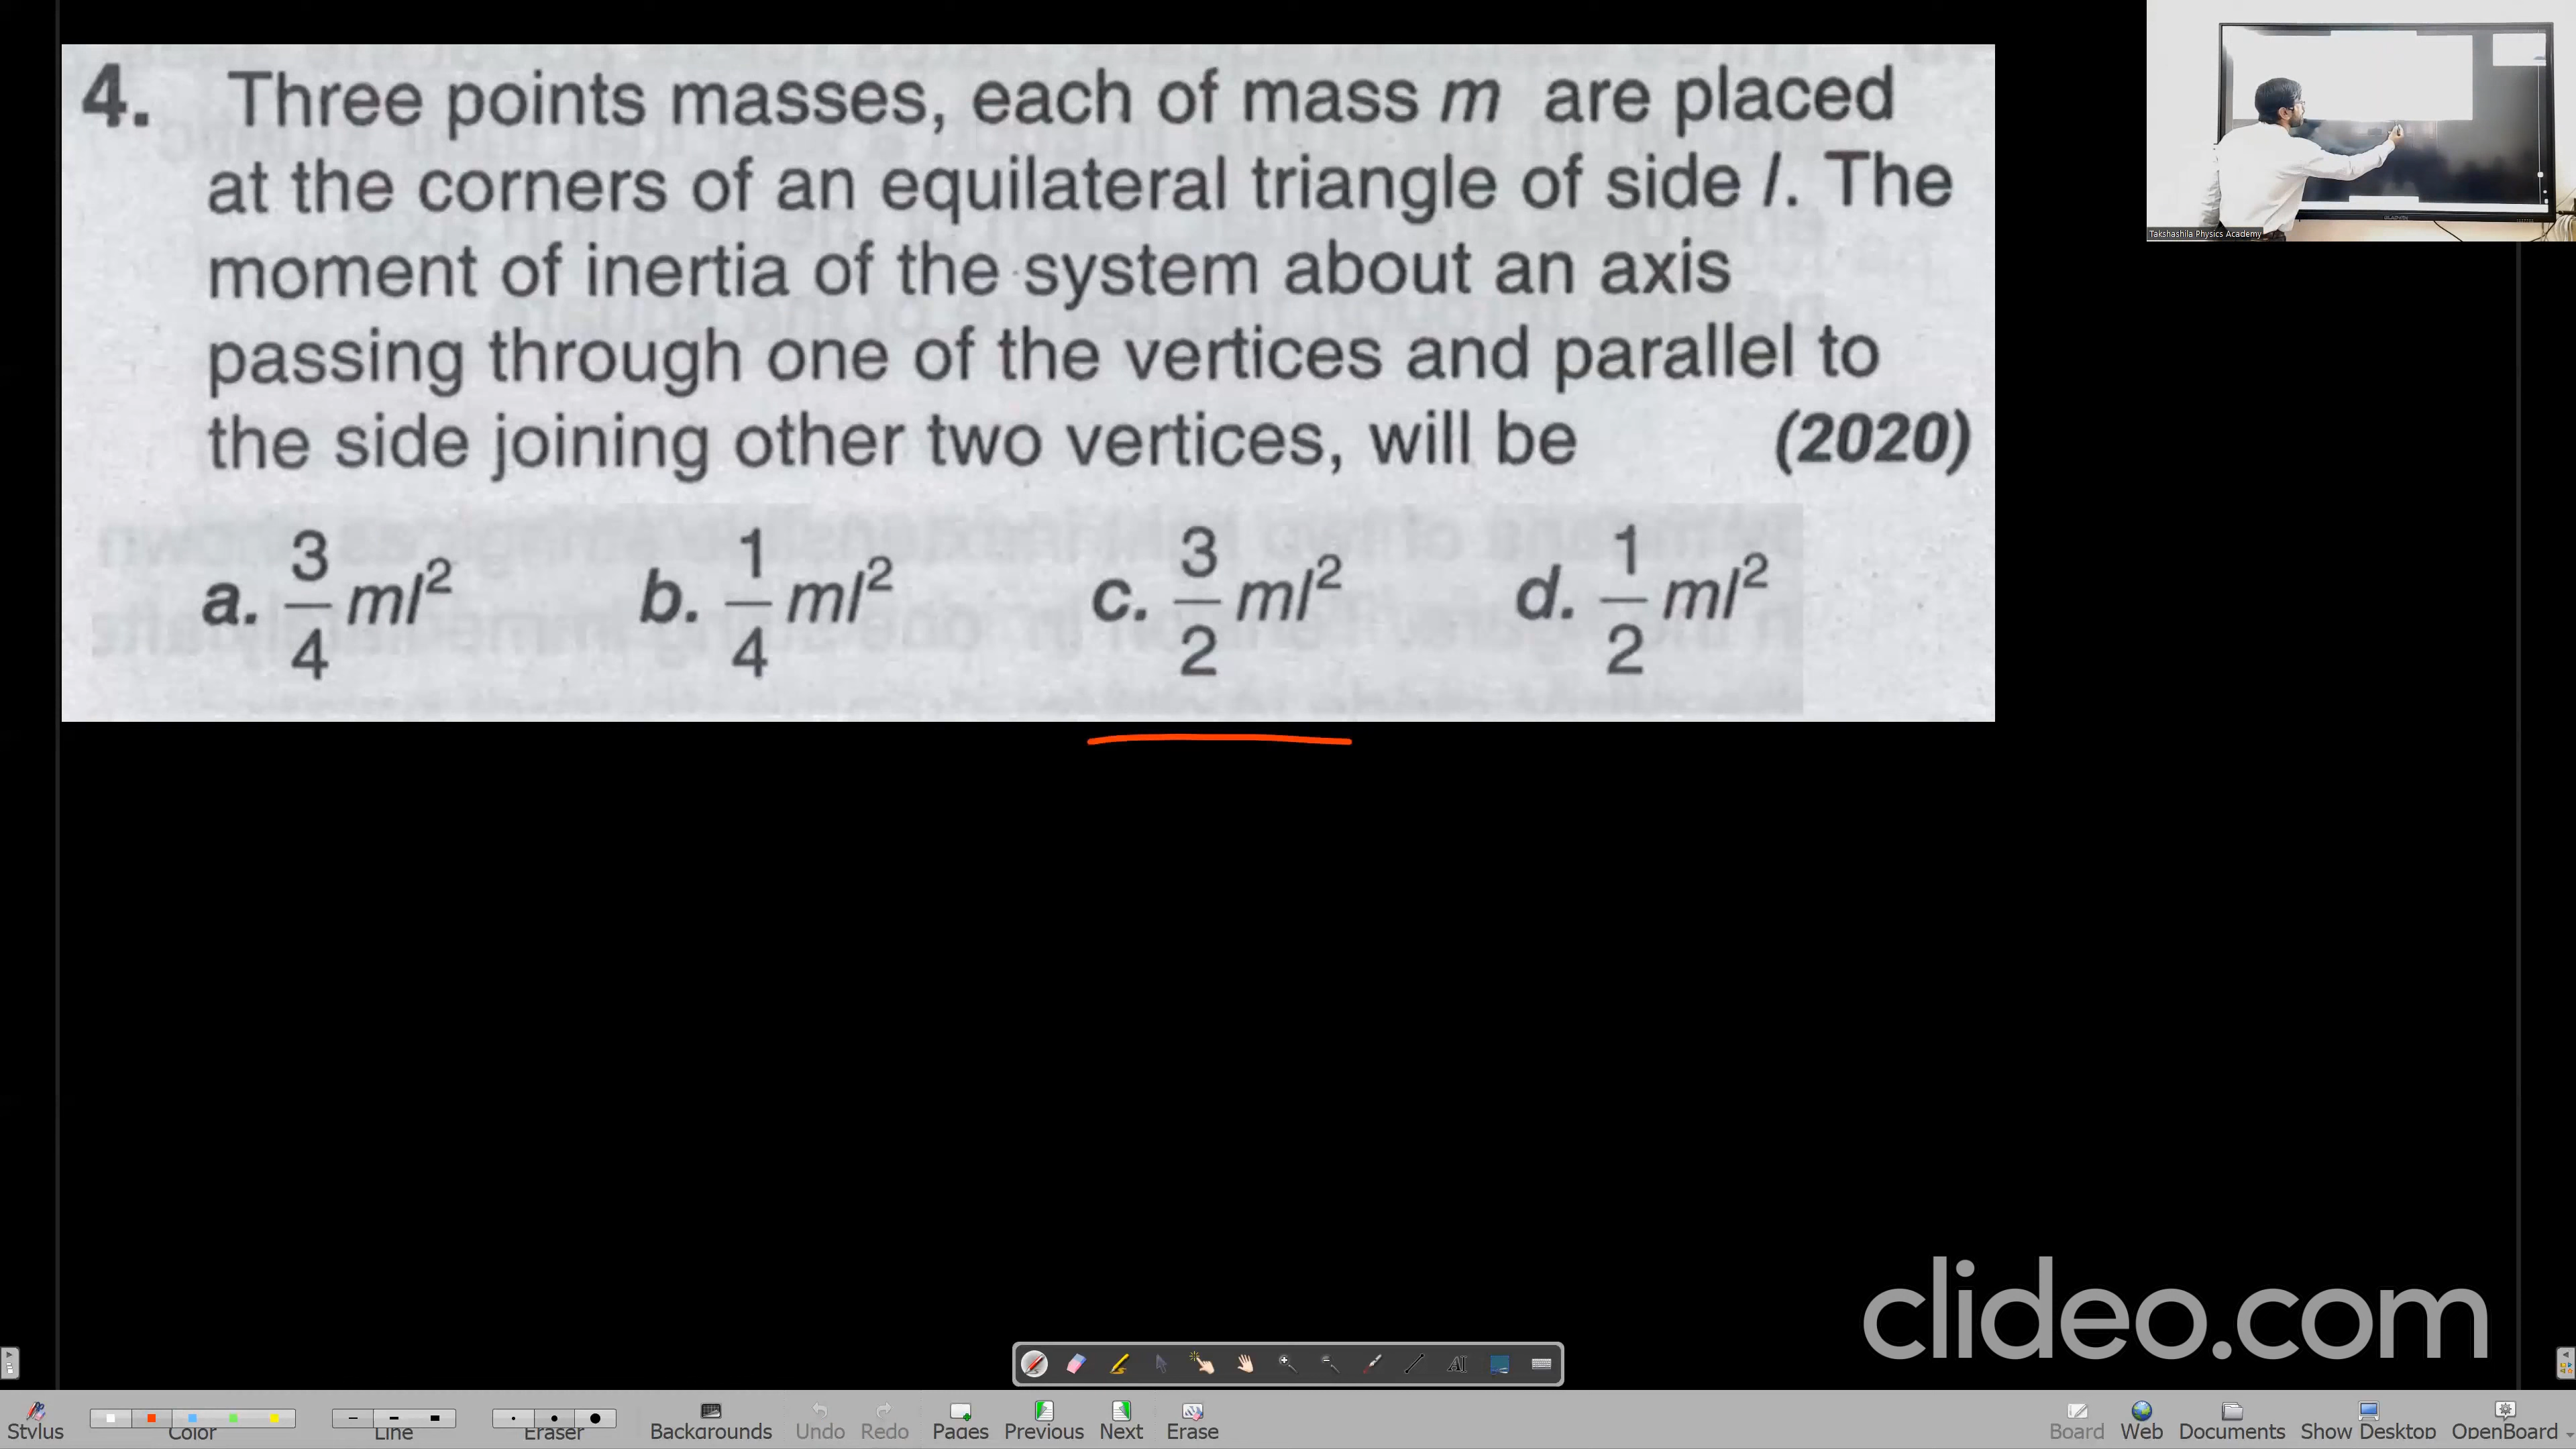 4. Three points masses, each of mass m are placed
at the corners of an equilateral triangle of side l. The
moment of inertia of the system about an axis
passing through one of the vertices and parallel to
the side joining other two vertices, will be (2020)
a. 3/4 ml² b. 1/4 ml² c. 3/2 ml² d. 1/2 ml²
Takshashila Physics Academy
clideo.com
Stylus Color Line Eraser Backgrounds Undo Redo Pages Previous Next Erase Board Web Documents Show Desktop OpenBoard